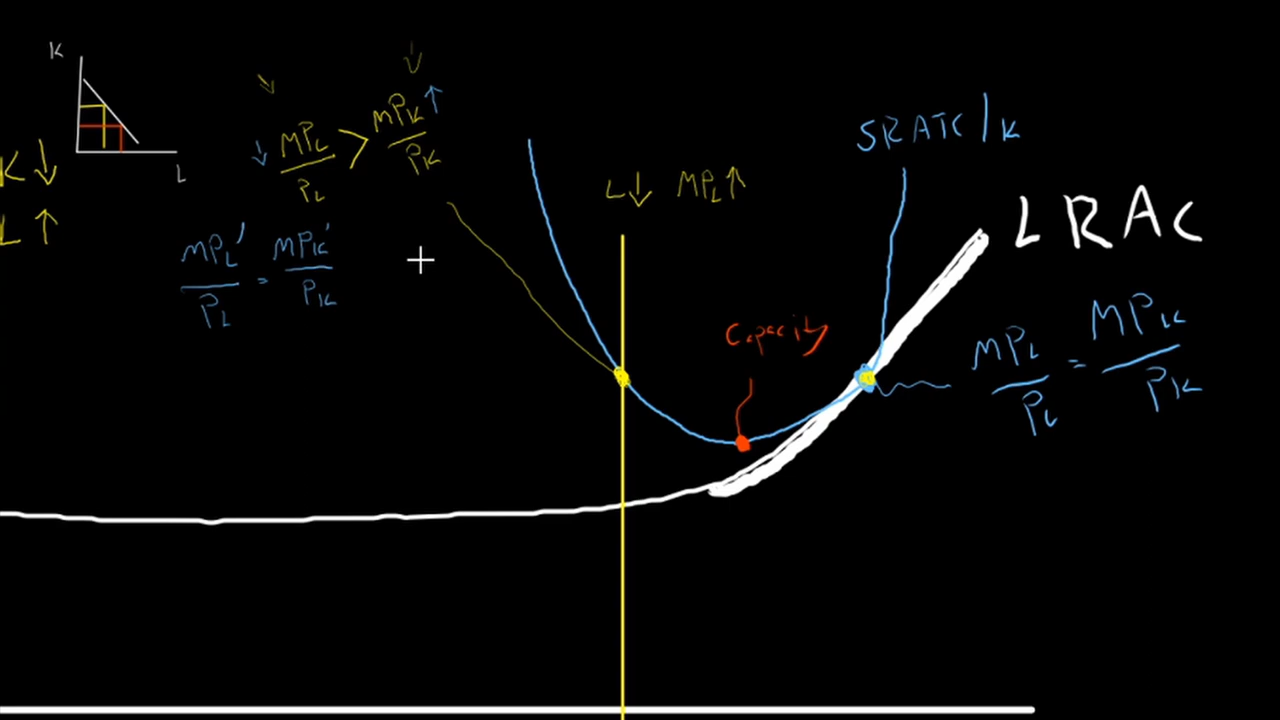 K
L
K ↓
L ↑
↓ MPL/PL > MPK/PK ↑
MPL'/PL = MPK'/PK
L↓ MPL↑
SRATC/K
LRAC
Capacity
MPL/PL = MPK/PK